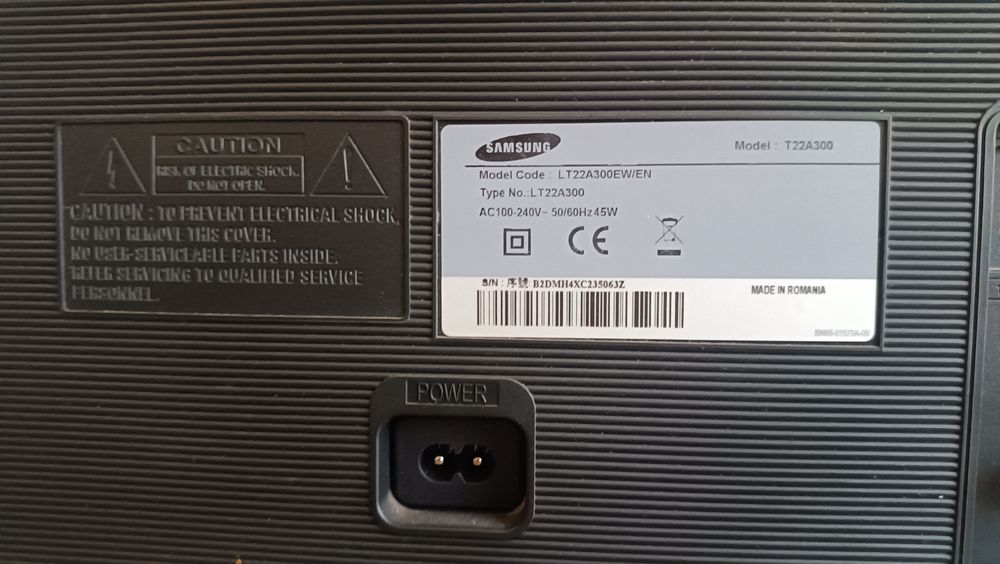 CAUTION
RISK OF ELECTRIC SHOCK.
DO NOT OPEN.
CAUTION : TO PREVENT ELECTRICAL SHOCK,
DO NOT REMOVE THIS COVER.
NO USER-SERVICEABLE PARTS INSIDE.
REFER SERVICING TO QUALIFIED SERVICE
PERSONNEL.
SAMSUNG
Model : T22A300
Model Code : LT22A300EW/EN
Type No.:LT22A300
AC100-240V~ 50/60Hz 45W
CE
S/N : 序號 B2DMH4XC235063Z
MADE IN ROMANIA
POWER